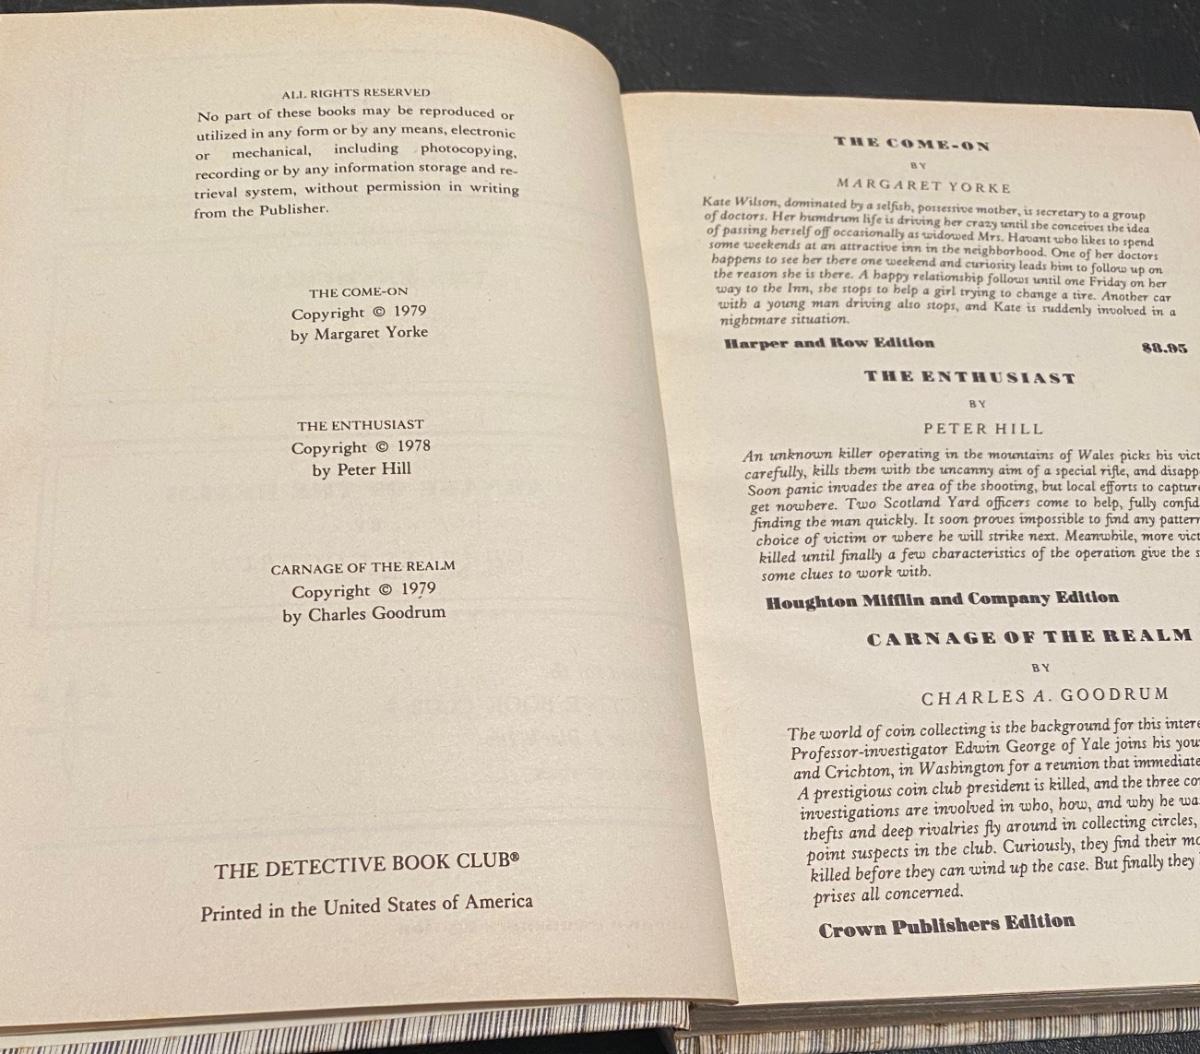 ALL RIGHTS RESERVED
No part of these books may be reproduced or
utilized in any form or by any means, electronic
or mechanical, including photocopying,
recording or by any information storage and re-
trieval system, without permission in writing
from the Publisher.
THE COME-ON
Copyright © 1979
by Margaret Yorke
THE ENTHUSIAST
Copyright © 1978
by Peter Hill
CARNAGE OF THE REALM
Copyright © 1979
by Charles Goodrum
THE DETECTIVE BOOK CLUB®
Printed in the United States of America
THE COME-ON
BY
MARGARET YORKE
Kate Wilson, dominated by a selfish, possessive mother, is secretary to a group
of doctors. Her humdrum life is driving her crazy until she conceives the idea
of passing herself off occasionally as widowed Mrs. Havant who likes to spend
some weekends at an attractive inn in the neighborhood. One of her doctors
happens to see her there one weekend and curiosity leads him to follow up on
the reason she is there. A happy relationship follows until one Friday on her
way to the Inn, she stops to help a girl trying to change a tire. Another car
with a young man driving also stops, and Kate is suddenly involved in a
nightmare situation.
Harper and Row Edition $8.95
THE ENTHUSIAST
BY
PETER HILL
An unknown killer operating in the mountains of Wales picks his vict
carefully, kills them with the uncanny aim of a special rifle, and disapp
Soon panic invades the area of the shooting, but local efforts to capture
get nowhere. Two Scotland Yard officers come to help, fully confid
finding the man quickly. It soon proves impossible to find any pattern
choice of victim or where he will strike next. Meanwhile, more vict
killed until finally a few characteristics of the operation give the s
some clues to work with.
Houghton Mifflin and Company Edition
CARNAGE OF THE REALM
BY
CHARLES A. GOODRUM
The world of coin collecting is the background for this intere
Professor-investigator Edwin George of Yale joins his you
and Crichton, in Washington for a reunion that immediate
A prestigious coin club president is killed, and the three co
investigations are involved in who, how, and why he wa
thefts and deep rivalries fly around in collecting circles,
point suspects in the club. Curiously, they find their mo
killed before they can wind up the case. But finally they
prises all concerned.
Crown Publishers Edition